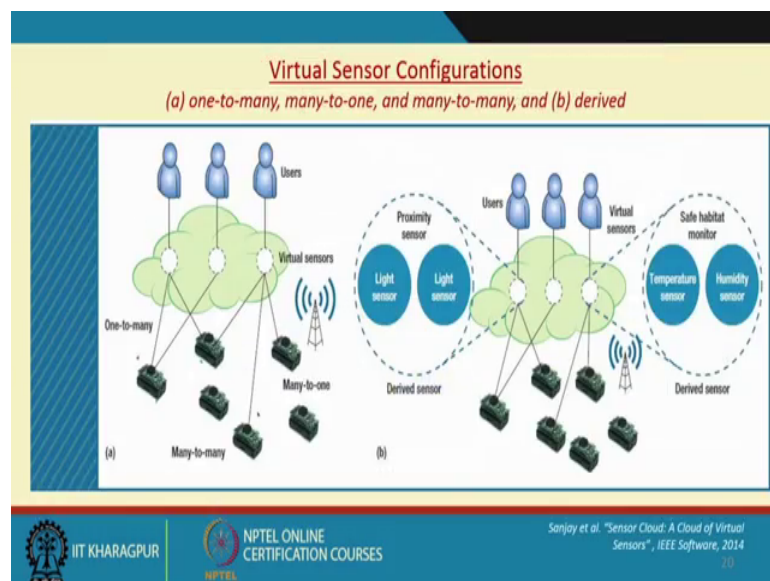 Virtual Sensor Configurations
(a) one-to-many, many-to-one, and many-to-many, and (b) derived
Users
Virtual sensors
One-to-many
Many-to-one
Many-to-many
(a)
Users
Virtual
sensors
Proximity
sensor
Light
sensor
Light
sensor
Derived sensor
Safe habitat
monitor
Temperature
sensor
Humidity
sensor
Derived sensor
(b)
IIT KHARAGPUR
NPTEL
NPTEL ONLINE
CERTIFICATION COURSES
Sanjay et al. "Sensor Cloud: A Cloud of Virtual
Sensors" , IEEE Software, 2014
20